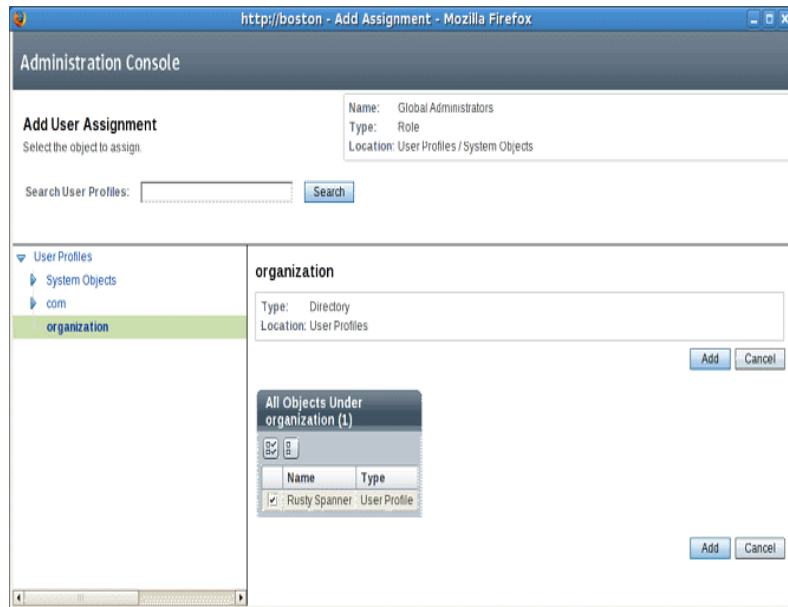 http://boston - Add Assignment - Mozilla Firefox
Administration Console
Add User Assignment
Select the object to assign.
Name: Global Administrators
Type: Role
Location: User Profiles / System Objects
Search User Profiles:
Search
User Profiles
System Objects
com
organization
organization
Type: Directory
Location: User Profiles
Add Cancel
All Objects Under
organization (1)
Name Type
Rusty Spanner User Profile
Add Cancel